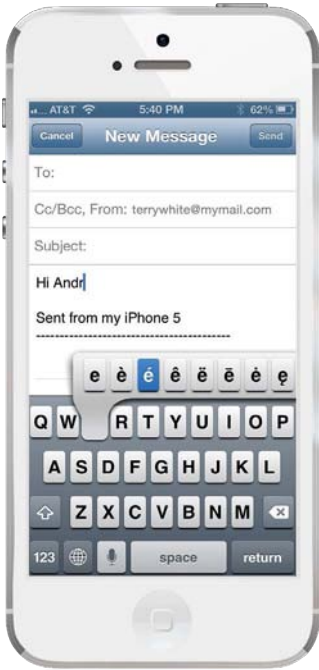 AT&T 5:40 PM 62%
Cancel New Message Send
To:
Cc/Bcc, From: terrywhite@mymail.com
Subject:
Hi Andr
Sent from my iPhone 5
----------------------------------------
e è é ê ë ē ė ę
Q W R T Y U I O P
A S D F G H J K L
Z X C V B N M
123 space return